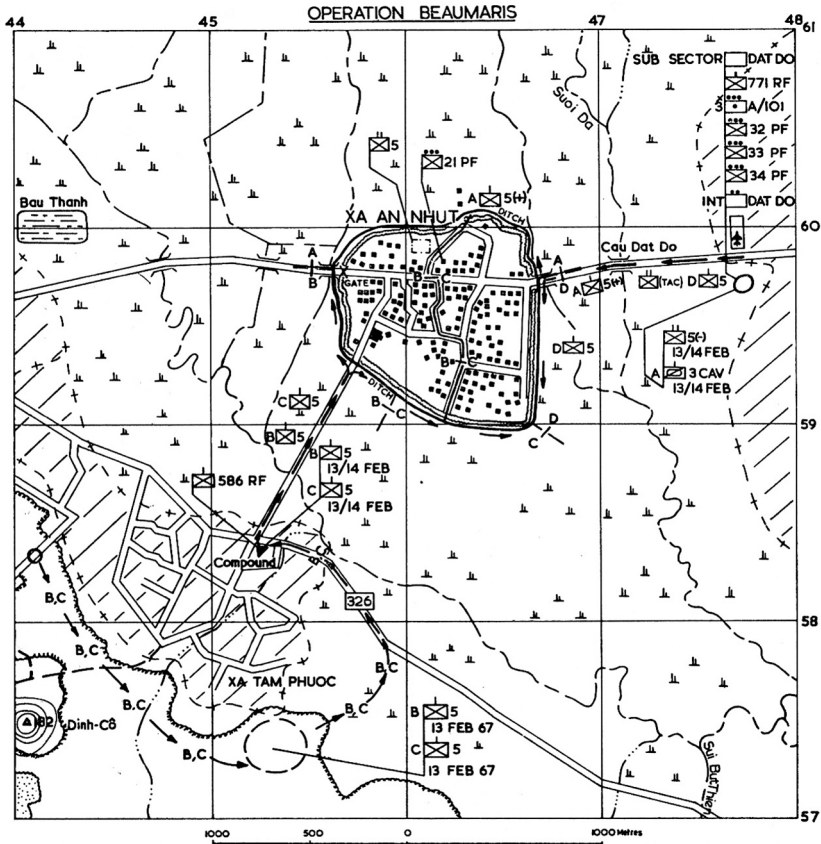 OPERATION BEAUMARIS
44
45
47
48
61
SUB SECTOR DAT DO
771 RF
3 A/101
32 PF
33 PF
34 PF
INT DAT DO
Suoi Da
5
21 PF
A 5(+)
DITCH
XA AN NHUT
Bau Thanh
60
Cau Dat Do
A
B
GATE
B C
A
D
A 5(+)
(TAC)
D 5
5(-)
13/14 FEB
A 3 CAV
13/14 FEB
D 5
B C
DITCH
C 5
B C
B 5
59
D
C
B 5
13/14 FEB
C 5
13/14 FEB
586 RF
Compound
C
B
326
58
B,C
B,C
B,C
B,C
B,C
B,C
XA TAM PHUOC
82 Dinh-Cô
B 5
13 FEB 67
C 5
13 FEB 67
57
1000 500 0 1000 Metres